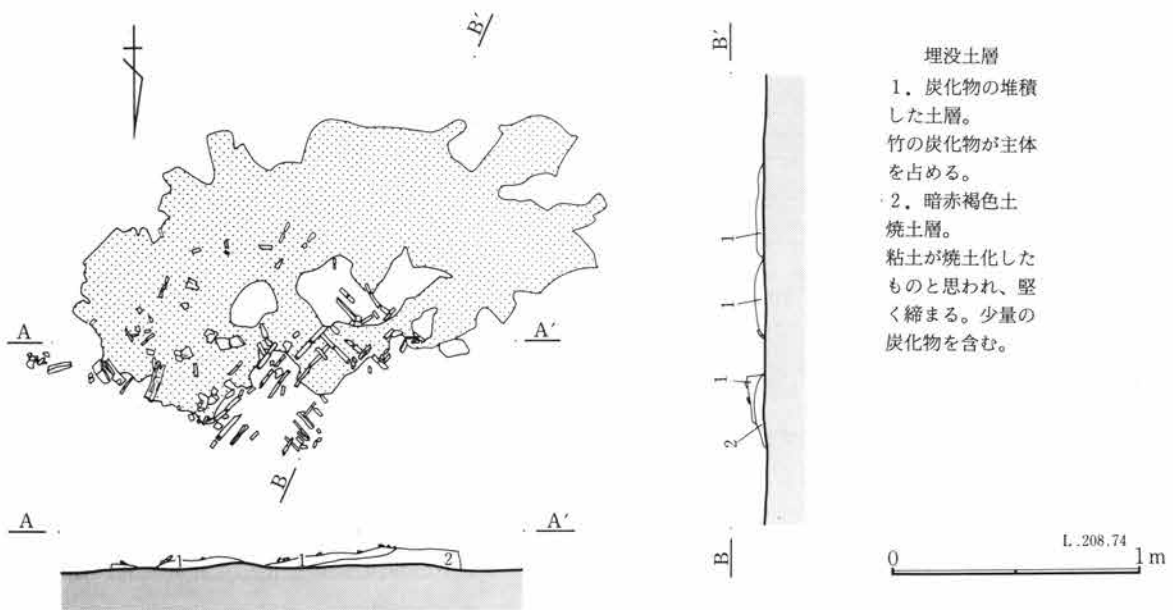 B′
B′
埋没土層
1．炭化物の堆積
した土層。
竹の炭化物が主体
を占める。
2．暗赤褐色土
焼土層。
粘土が焼土化した
ものと思われ、堅
く締まる。少量の
炭化物を含む。
1
1
1
2
A
A′
B
A
A′
1
1
2
B
L.208.74
0
1m